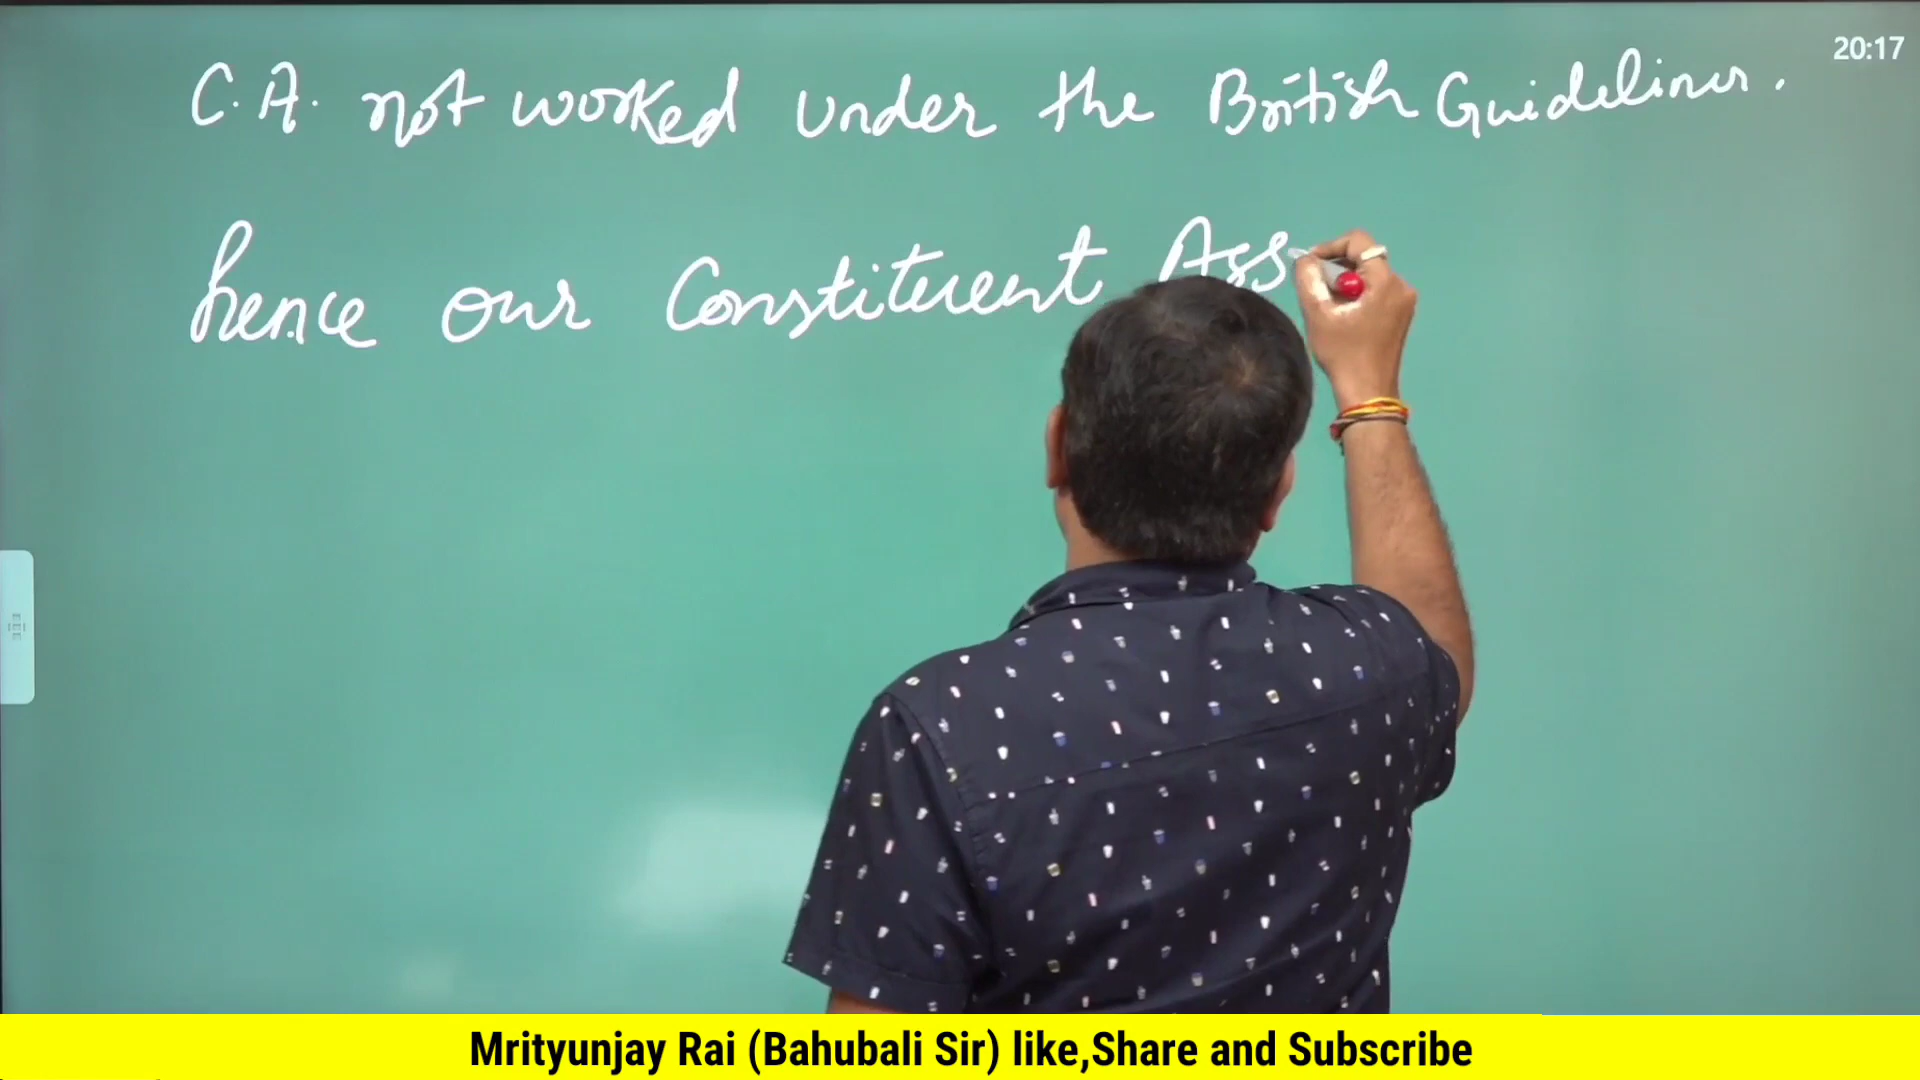 20:17
C.A. not worked under the British Guidelines.
hence our Constituent Ass
Mrityunjay Rai (Bahubali Sir) like,Share and Subscribe